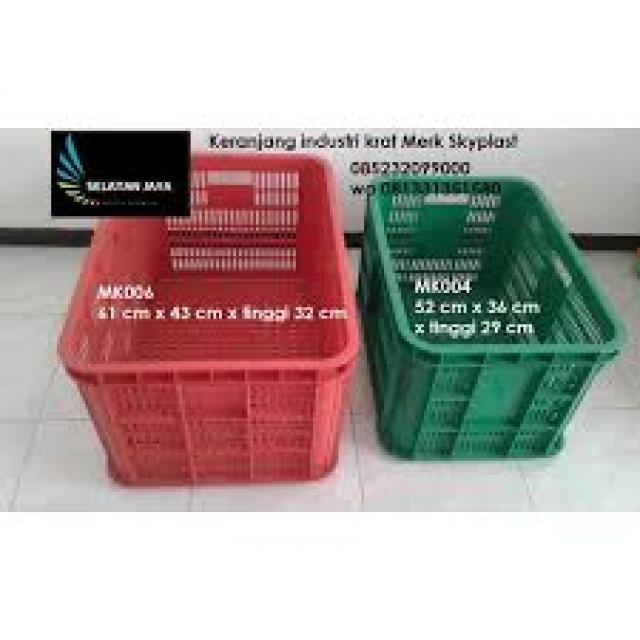 Keranjang industri krat Merk Skyplast
085232099000
SELATAN JAYA
MK006
61 cm x 43 cm x tinggi 32 cm
MK004
52 cm x 36 cm
x tinggi 29 cm